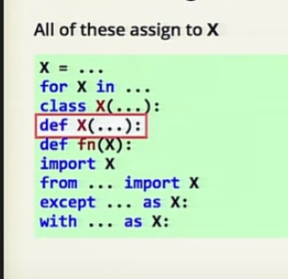 All of these assign to X
X = ...
for X in ...
class X(...):
def X(...):
def fn(X):
import X
from ... import X
except ... as X:
with ... as X: